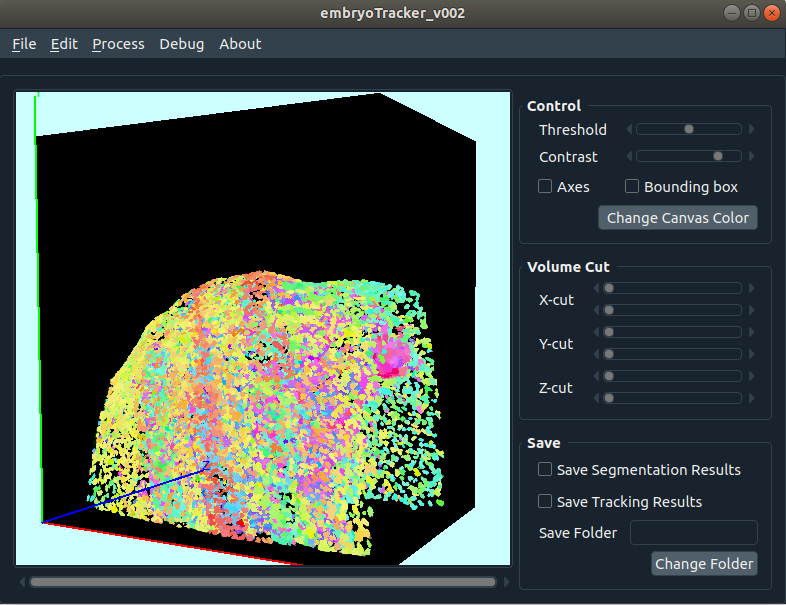 embryoTracker_v002
File Edit Process Debug About
Control
Threshold
Contrast
Axes Bounding box
Change Canvas Color
Volume Cut
X-cut
Y-cut
Z-cut
Save
Save Segmentation Results
Save Tracking Results
Save Folder
Change Folder